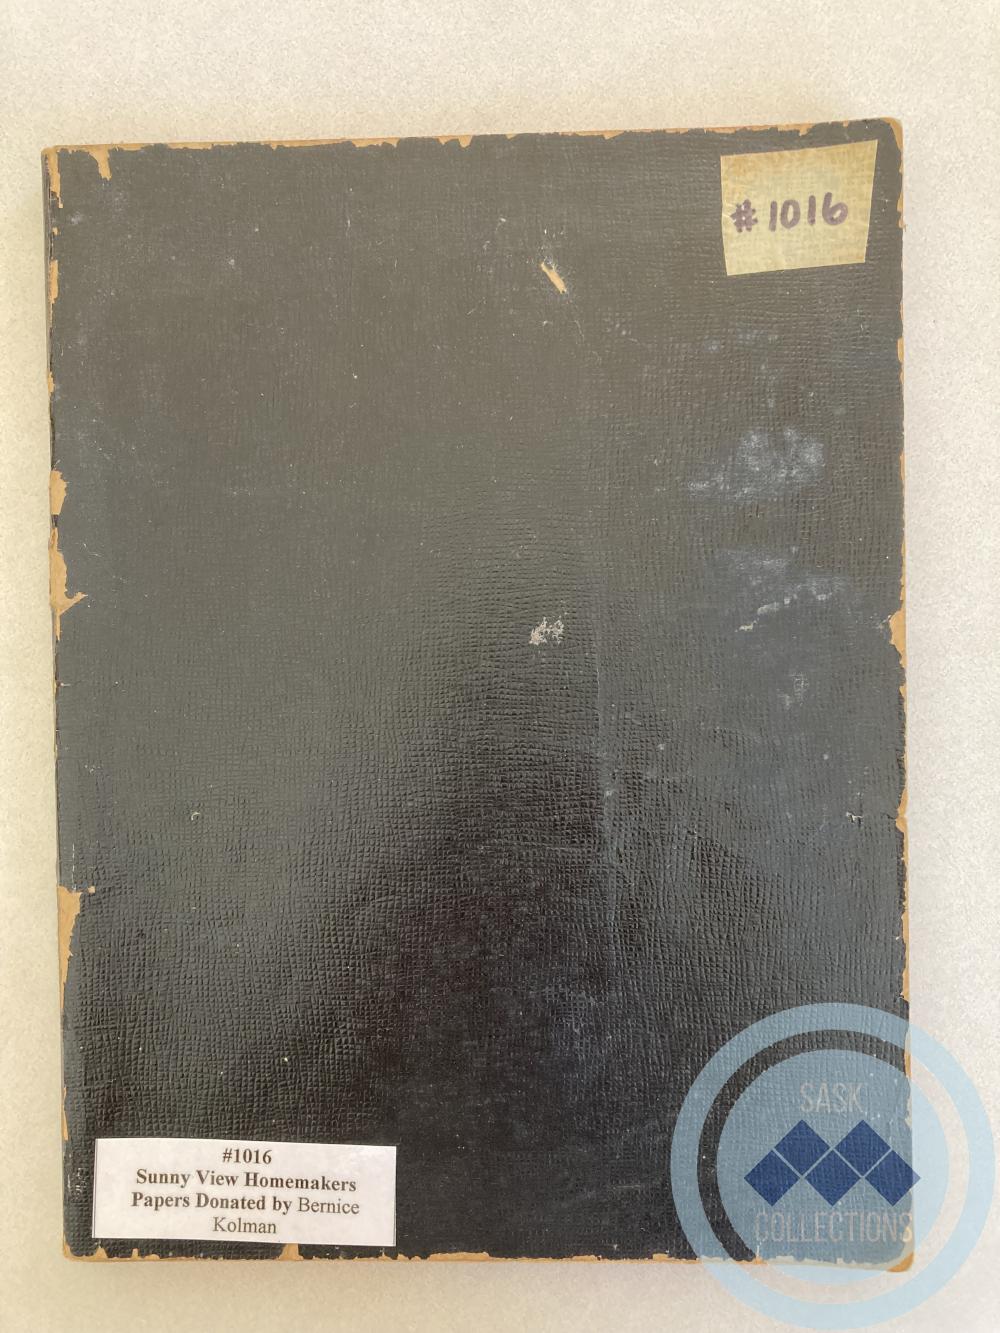 #1016
#1016
Sunny View Homemakers
Papers Donated by Bernice
Kolman
SASK
COLLECTIONS